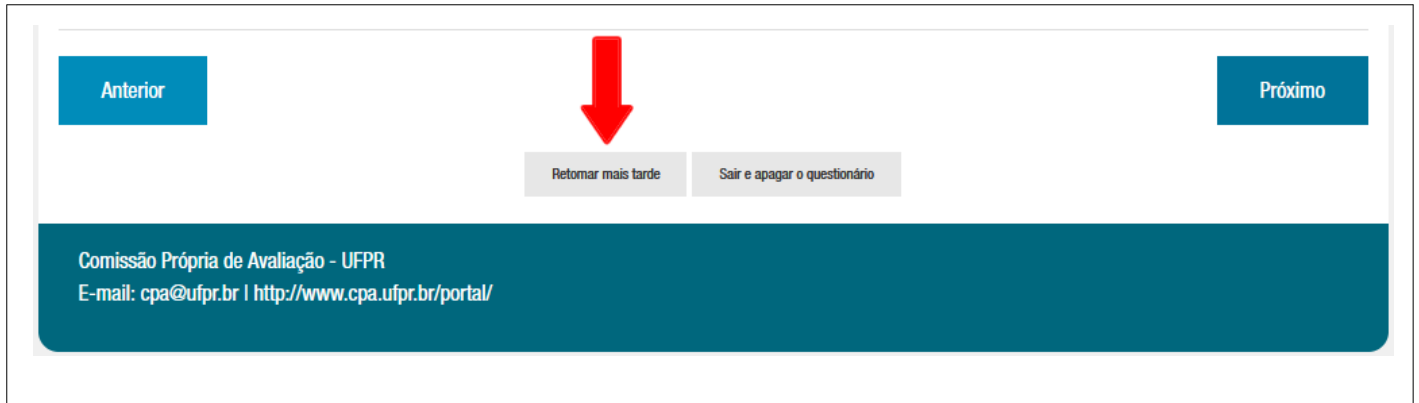 Anterior
Próximo
Retomar mais tarde
Sair e apagar o questionário
Comissão Própria de Avaliação - UFPR
E-mail: cpa@ufpr.br | http://www.cpa.ufpr.br/portal/